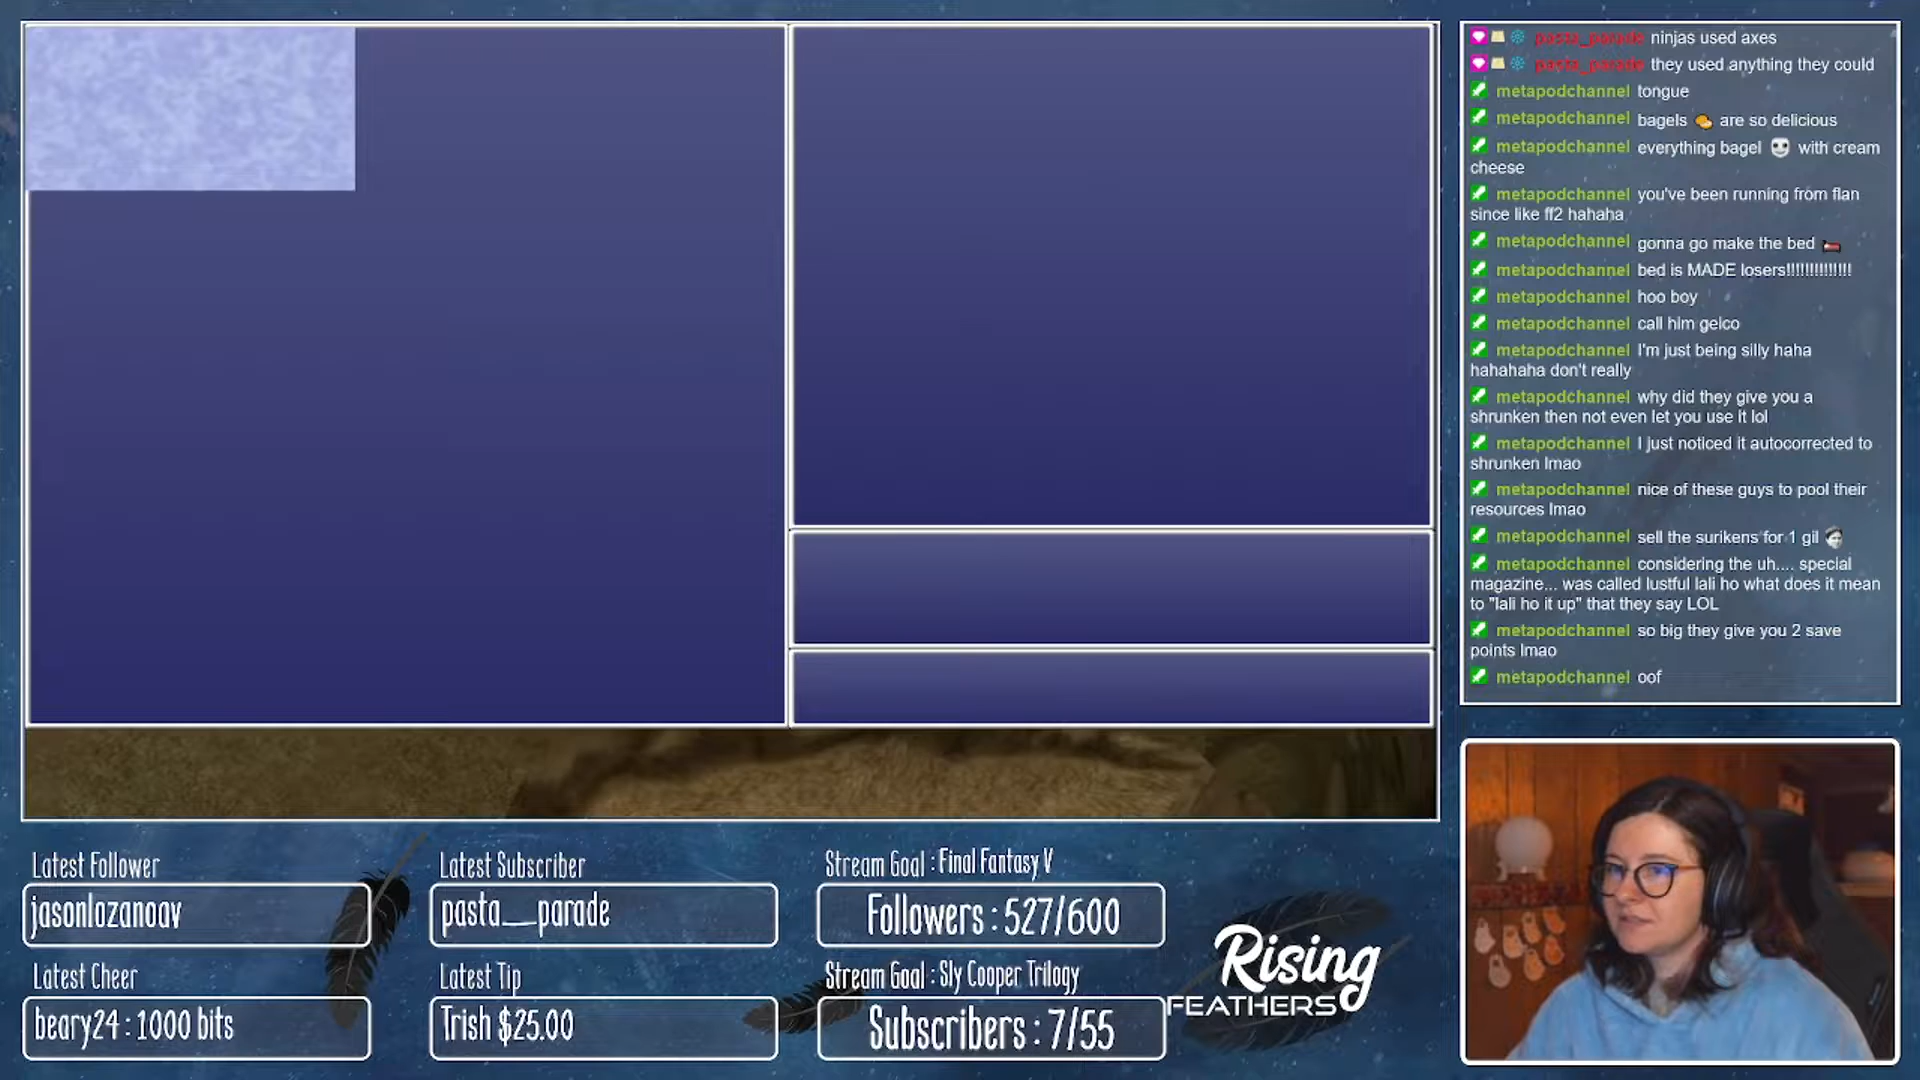 pasta_parade ninjas used axes
pasta_parade they used anything they could
metapodchannel tongue
metapodchannel bagels 🥯 are so delicious
metapodchannel everything bagel with cream
cheese
metapodchannel you've been running from flan
since like ff2 hahaha
metapodchannel gonna go make the bed 🛏️
metapodchannel bed is MADE losers!!!!!!!!!!!!!!
metapodchannel hoo boy
metapodchannel call him geico
metapodchannel I'm just being silly haha
hahahaha don't really
metapodchannel why did they give you a
shrunken then not even let you use it lol
metapodchannel I just noticed it autocorrected to
shrunken lmao
metapodchannel nice of these guys to pool their
resources lmao
metapodchannel sell the surikens for 1 gil
metapodchannel considering the uh.... special
magazine... was called lustful lali ho what does it mean
to "lali ho it up" that they say LOL
metapodchannel so big they give you 2 save
points lmao
metapodchannel oof
Latest Follower
jasonlozanoav
Latest Subscriber
pasta__parade
Stream Goal : Final Fantasy V
Followers : 527/600
Latest Cheer
beary24 : 1000 bits
Latest Tip
Trish $25.00
Stream Goal : Sly Cooper Trilogy
Subscribers : 7/55
Rising
FEATHERS